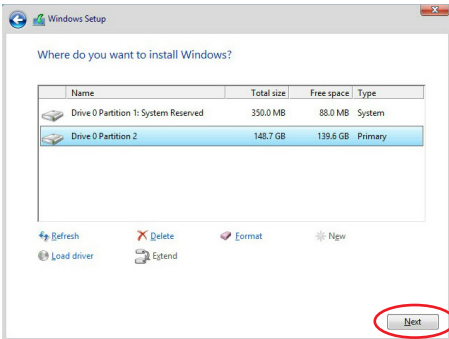 Windows Setup
Where do you want to install Windows?
Name Total size Free space Type
Drive 0 Partition 1: System Reserved 350.0 MB 88.0 MB System
Drive 0 Partition 2 148.7 GB 139.6 GB Primary
Refresh Delete Format New
Load driver Extend
Next